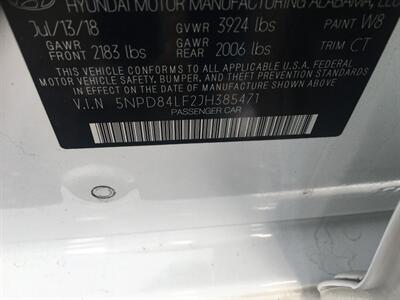 HYUNDAI MOTOR MANUFACTURING ALABAMA, LLC
Jul/13/18 GVWR 3924 lbs PAINT W8
GAWR FRONT 2183 lbs GAWR REAR 2006 lbs TRIM CT
THIS VEHICLE CONFORMS TO ALL APPLICABLE U.S.A. FEDERAL
MOTOR VEHICLE SAFETY, BUMPER, AND THEFT PREVENTION STANDARDS
IN EFFECT ON THE DATE OF MANUFACTURE SHOWN ABOVE.
V.I.N 5NPD84LF2JH385471
PASSENGER CAR